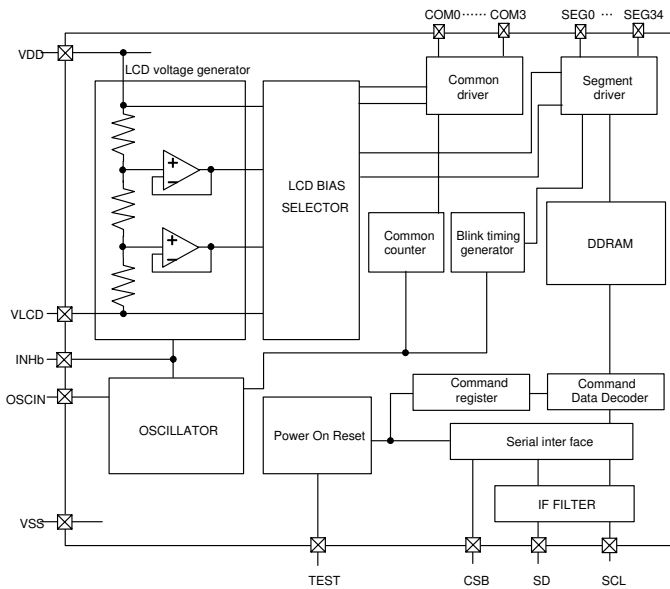 COM0 ······ COM3
SEG0 ··· SEG34
VDD
LCD voltage generator
Common
driver
Segment
driver
+
−
LCD BIAS
SELECTOR
Common
counter
Blink timing
generator
DDRAM
+
−
VLCD
INHb
OSCIN
OSCILLATOR
Power On Reset
Command
register
Command
Data Decoder
Serial inter face
IF FILTER
VSS
TEST
CSB
SD
SCL